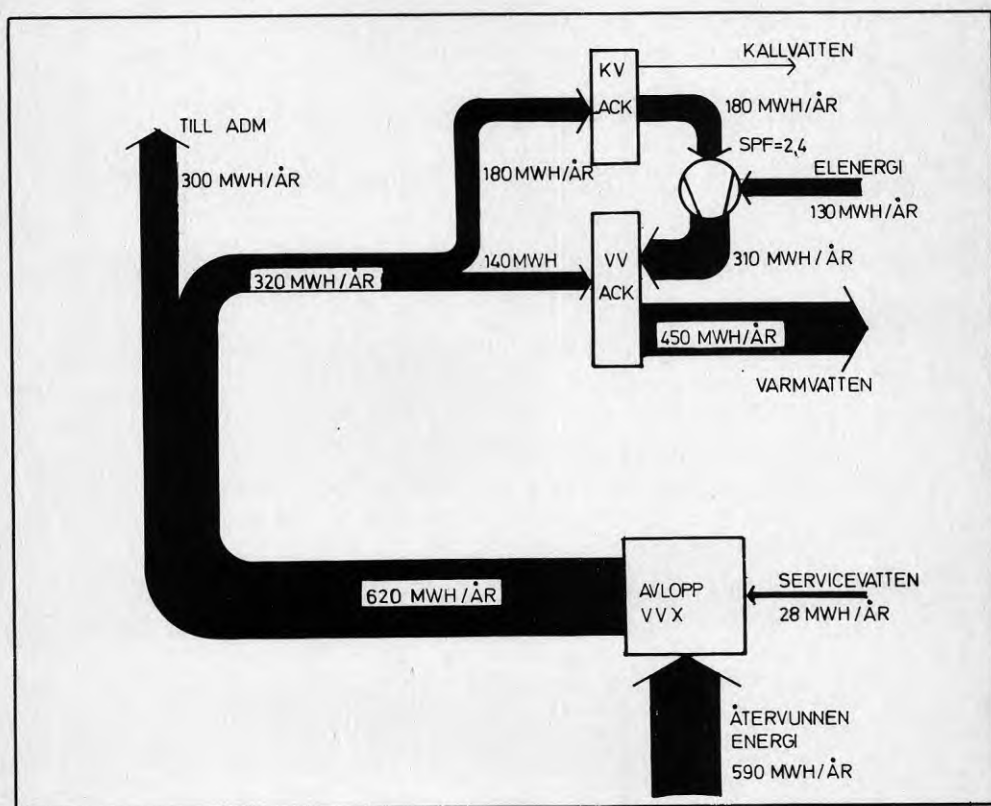 KALLVATTEN
KV
ACK
180 MWH/ÅR
TILL ADM
300 MWH/ÅR
SPF=2,4
180 MWH/ÅR
ELENERGI
130 MWH/ÅR
140 MWH
VV
ACK
310 MWH/ÅR
320 MWH/ÅR
450 MWH/ÅR
VARMVATTEN
620 MWH/ÅR
AVLOPP
VVX
SERVICEVATTEN
28 MWH/ÅR
ÅTERVUNNEN
ENERGI
590 MWH/ÅR